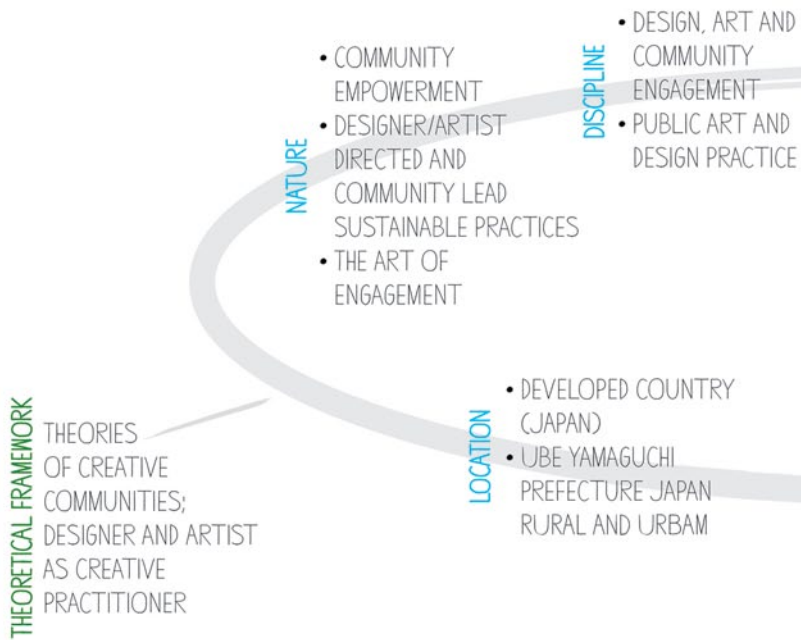 NATURE
• COMMUNITY
EMPOWERMENT
• DESIGNER/ARTIST
DIRECTED AND
COMMUNITY LEAD
SUSTAINABLE PRACTICES
• THE ART OF
ENGAGEMENT
DISCIPLINE
• DESIGN, ART AND
COMMUNITY
ENGAGEMENT
• PUBLIC ART AND
DESIGN PRACTICE
THEORETICAL FRAMEWORK
THEORIES
OF CREATIVE
COMMUNITIES;
DESIGNER AND ARTIST
AS CREATIVE
PRACTITIONER
LOCATION
• DEVELOPED COUNTRY
(JAPAN)
• UBE YAMAGUCHI
PREFECTURE JAPAN
RURAL AND URBAM